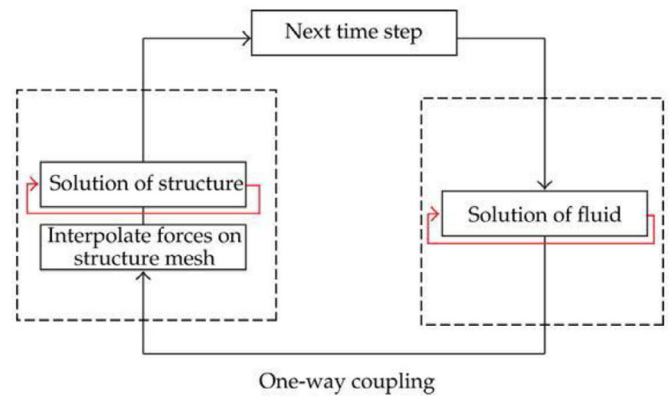 Next time step
Solution of structure
Solution of fluid
Interpolate forces on
structure mesh
One-way coupling